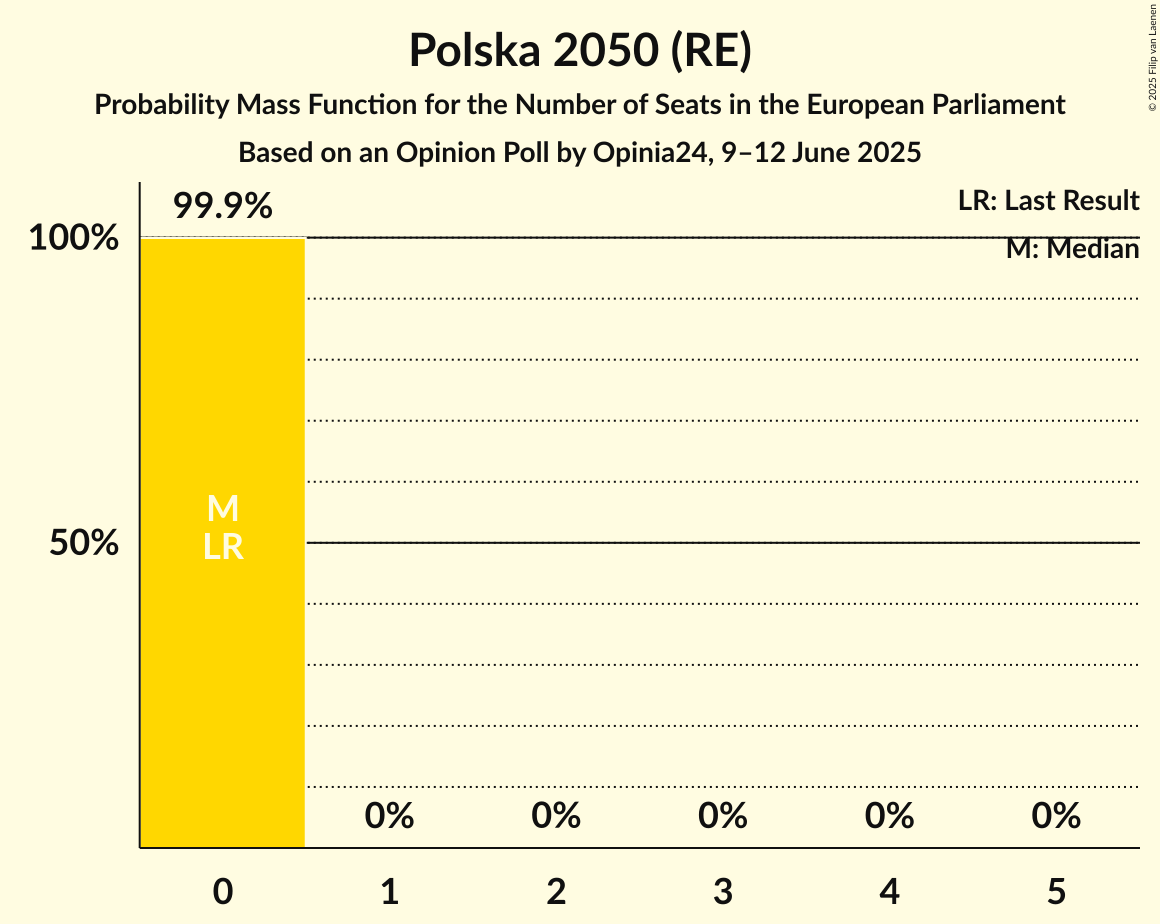 Polska 2050 (RE)
Probability Mass Function for the Number of Seats in the European Parliament
Based on an Opinion Poll by Opinia24, 9–12 June 2025
© 2025 Filip van Laenen
LR: Last Result
M: Median
99.9%
100%
50%
M
LR
0% 0% 0% 0% 0%
0 1 2 3 4 5